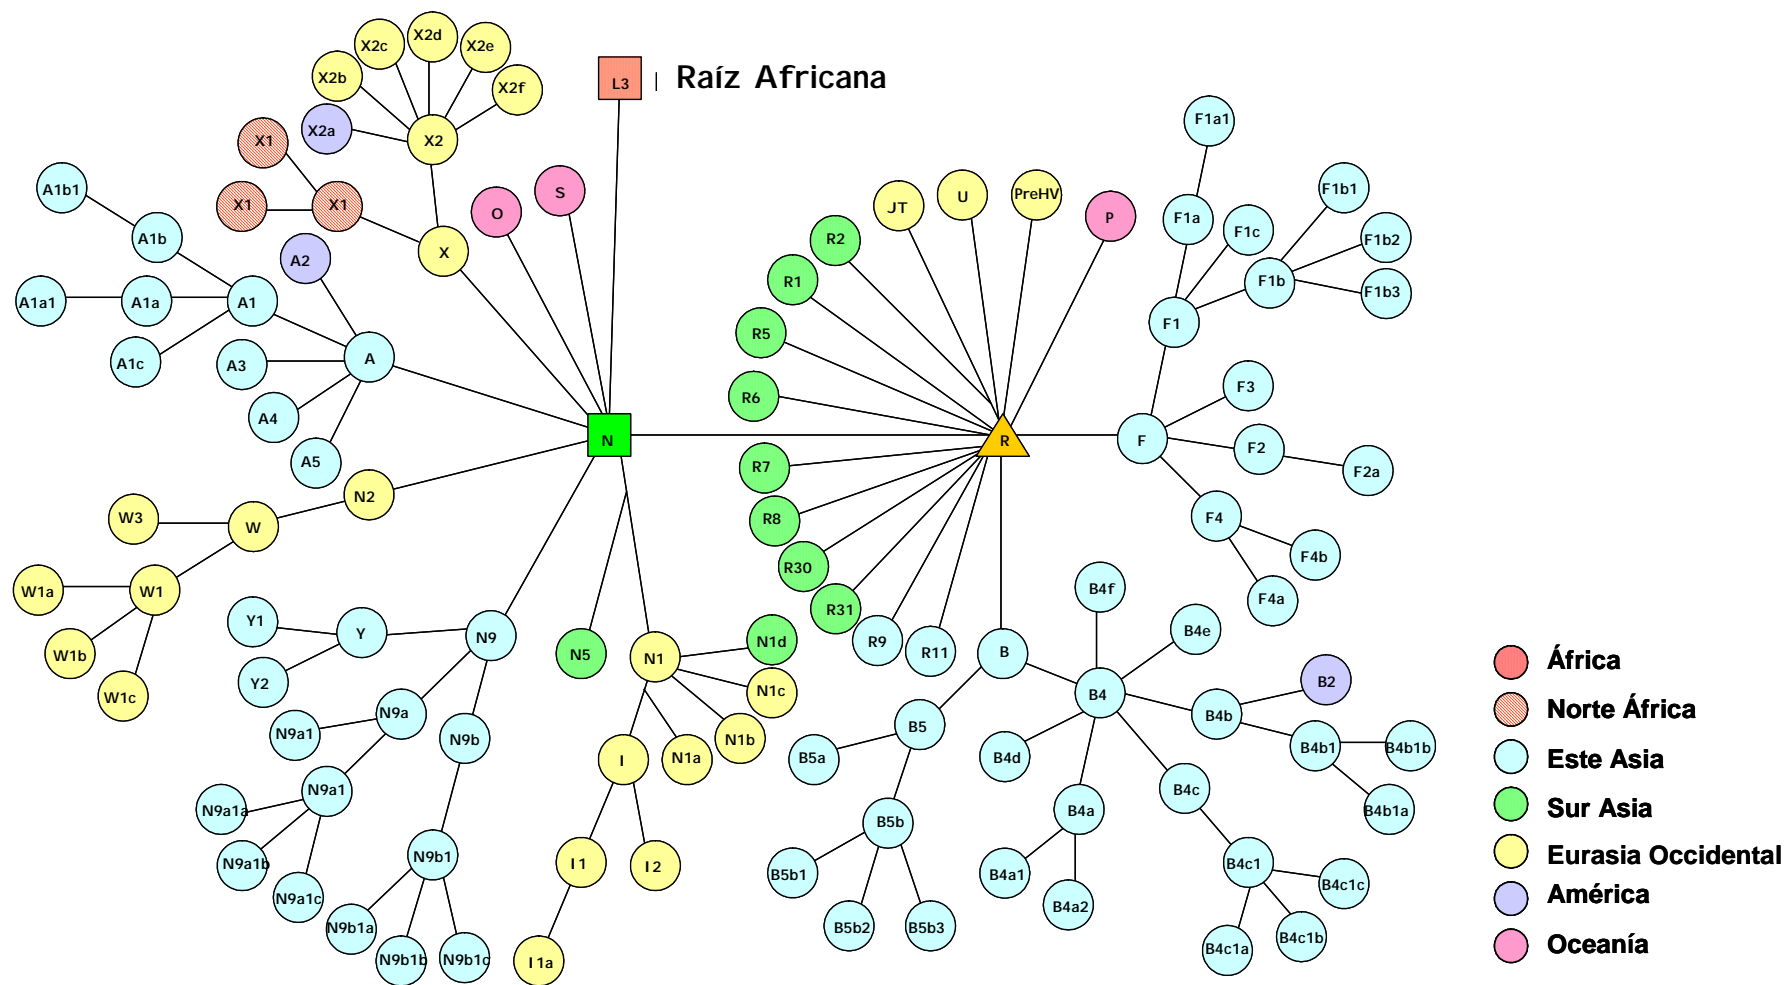 X2c
X2d
X2e
X2b
X2f
L3
| Raíz Africana
X2a
X2
X1
X1
X1
X
O
S
A1b1
A1b
A2
A1a1
A1a
A1
A1c
A3
A
A4
A5
N
N2
W3
W
W1a
W1
W1b
W1c
Y1
Y
N9
Y2
N9a
N9a1
N9b
N9a1
N9a1a
N9a1b
N9a1c
N9b1
N9b1a
N9b1b
N9b1c
N5
N1
N1d
N1c
N1b
N1a
I
I1
I2
I1a
R2
JT
U
PreHV
P
R1
R5
R6
R
R7
R8
R30
R31
R9
R11
F1a1
F1a
F1c
F1b1
F1b2
F1b
F1b3
F1
F3
F
F2
F2a
F4
F4b
F4a
B
B4f
B4e
B4
B2
B4b
B4b1
B4b1b
B4b1a
B5
B5a
B4d
B4c
B4a
B5b
B5b1
B5b2
B5b3
B4a1
B4a2
B4c1
B4c1c
B4c1b
B4c1a
África
Norte África
Este Asia
Sur Asia
Eurasia Occidental
América
Oceanía